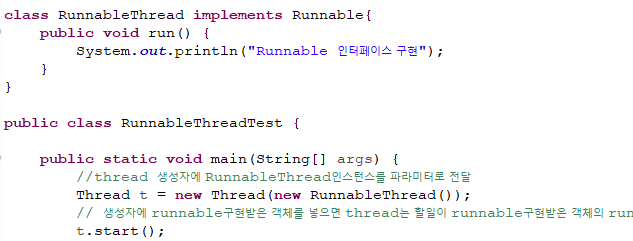 class RunnableThread implements Runnable{
public void run() {
System.out.println("Runnable 인터페이스 구현");
}
}
public class RunnableThreadTest {
public static void main(String[] args) {
//thread 생성자에 RunnableThread인스턴스를 파라미터로 전달
Thread t = new Thread(new RunnableThread());
// 생성자에 runnable구현받은 객체를 넣으면 thread는 할일이 runnable구현받은 객체의 run
t.start();